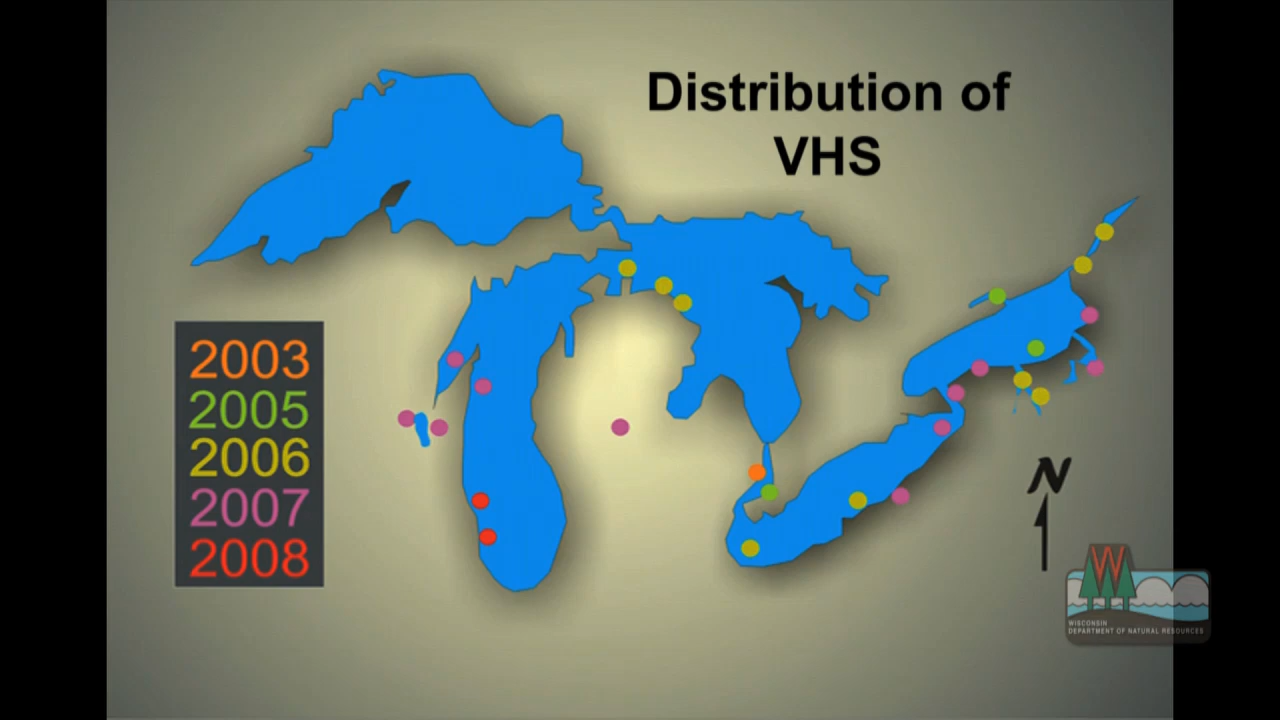 Distribution of
VHS
2003
2005
2006
2007
2008
N
WISCONSIN
DEPARTMENT OF NATURAL RESOURCES